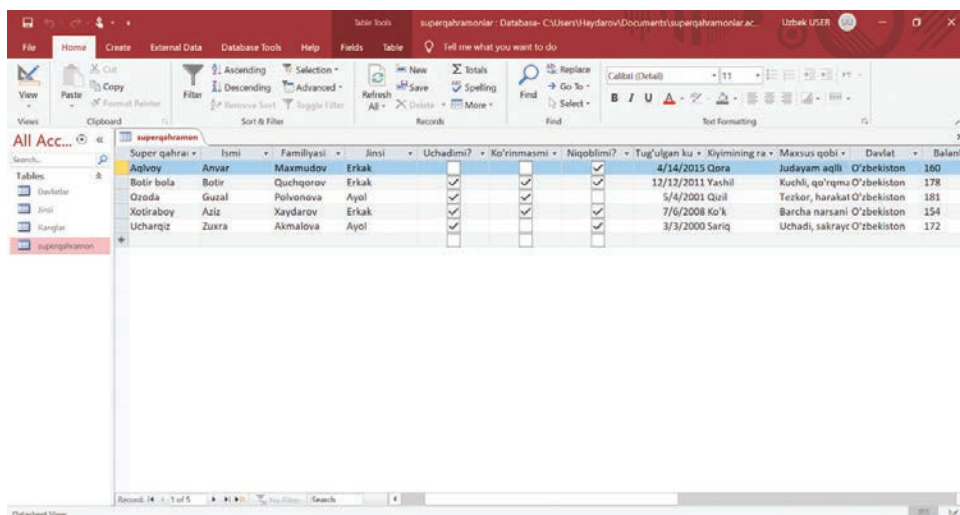 Table Tools superqahramonlar : Database- C:\Users\Haydarov\Documents\superqahramonlar.ac... Uzbek USER UU
File Home Create External Data Database Tools Help Fields Table Tell me what you want to do
View
Paste
Cut
Copy
Format Painter
Filter
Ascending
Descending
Remove Sort
Selection
Advanced
Toggle Filter
Refresh All
New
Save
Delete
Totals
Spelling
More
Find
Replace
Go To
Select
Calibri (Detail) 11
B I U A
Views Clipboard Sort & Filter Records Find Text Formatting
All Acc...
Search...
Tables
Davlatlar
Jinsi
Ranglar
superqahramon
superqahramon
Super qahrai Ismi Familiyasi Jinsi Uchadimi? Ko'rinmasmi Niqoblimi? Tug'ulgan ku Kiyimining ra Maxsus qobi Davlat Balan
Aqlvoy Anvar Maxmudov Erkak 4/14/2015 Qora Judayam aqlli O'zbekiston 160
Botir bola Botir Quchqorov Erkak 12/12/2011 Yashil Kuchli, qo'rqma O'zbekiston 178
Ozoda Guzal Polvonova Ayol 5/4/2001 Qizil Tezkor, harakat O'zbekiston 181
Xotiraboy Aziz Xaydarov Erkak 7/6/2008 Ko'k Barcha narsani O'zbekiston 154
Ucharqiz Zuxra Akmalova Ayol 3/3/2000 Sariq Uchadi, sakrayc O'zbekiston 172
Record: 1 of 5 No Filter Search
Datasheet View